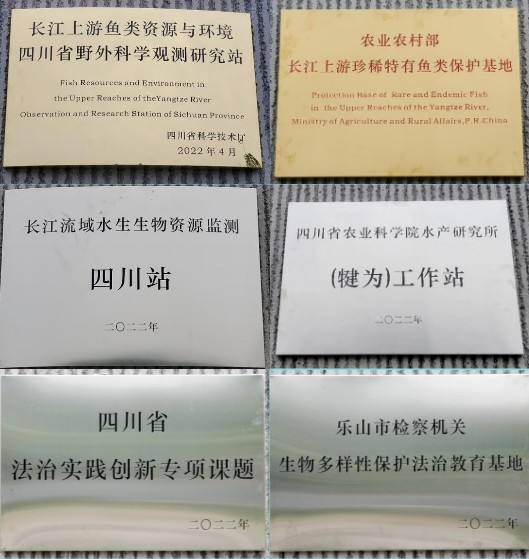 长江上游鱼类资源与环境
四川省野外科学观测研究站
Fish Resources and Environment in
the Upper Reaches of theYangtze River
Observation and Research Station of Sichuan Province
四川省科学技术厅
2022年4月
农业农村部
长江上游珍稀特有鱼类保护基地
Protection Base of Rare and Endemic Fish
in the Upper Reaches of the Yangtze River,
Ministry of Agriculture and Rural Affairs,P.R.China
长江流域水生生物资源监测
四川站
二〇二二年
四川省农业科学院水产研究所
(犍为)工作站
二〇二二年
四川省
法治实践创新专项课题
二〇二二年
乐山市检察机关
生物多样性保护法治教育基地
二〇二二年